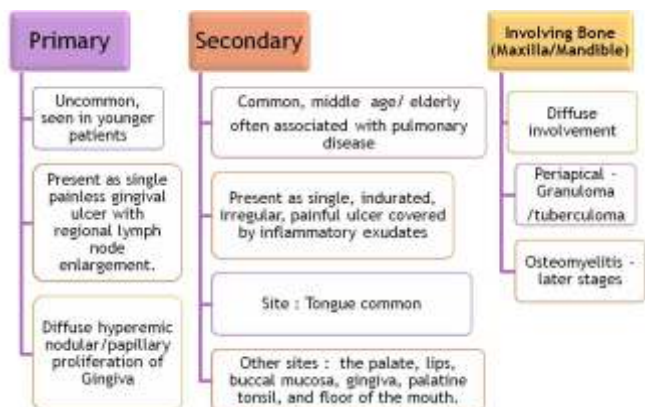 Primary
Uncommon,
seen in younger
patients
Present as single
painless gingival
ulcer with
regional lymph
node
enlargement.
Diffuse hyperemic
nodular/papillary
proliferation of
Gingiva
Secondary
Common, middle age/ elderly
often associated with pulmonary
disease
Present as single, indurated,
irregular, painful ulcer covered
by inflammatory exudates
Site : Tongue common
Other sites : the palate, lips,
buccal mucosa, gingiva, palatine
tonsil, and floor of the mouth.
Involving Bone
(Maxilla/Mandible)
Diffuse
involvement
Periapical -
Granuloma
/tuberculoma
Osteomyelitis -
later stages